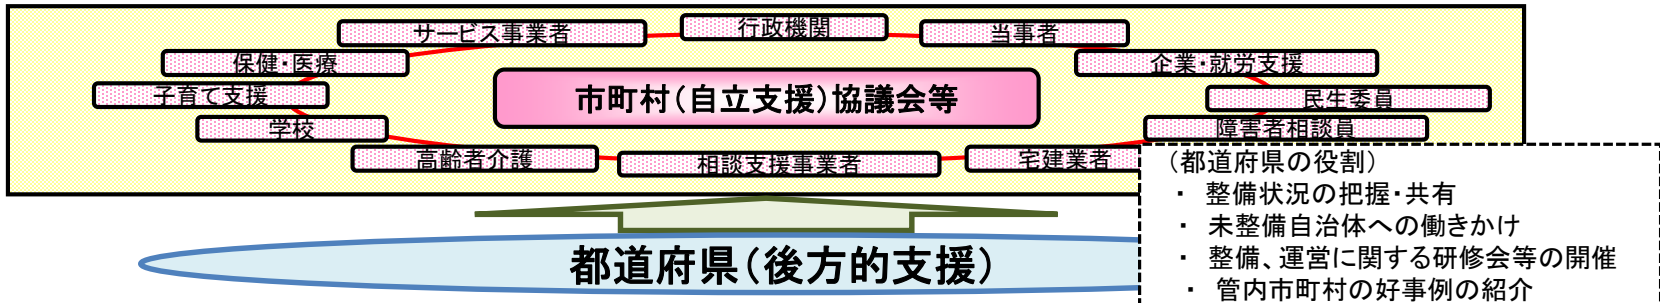 サービス事業者
行政機関
当事者
保健・医療
企業・就労支援
子育て支援
市町村（自立支援）協議会等
民生委員
学校
障害者相談員
高齢者介護
相談支援事業者
宅建業者
（都道府県の役割）
・ 整備状況の把握・共有
・ 未整備自治体への働きかけ
・ 整備、運営に関する研修会等の開催
・ 管内市町村の好事例の紹介
都道府県（後方的支援）